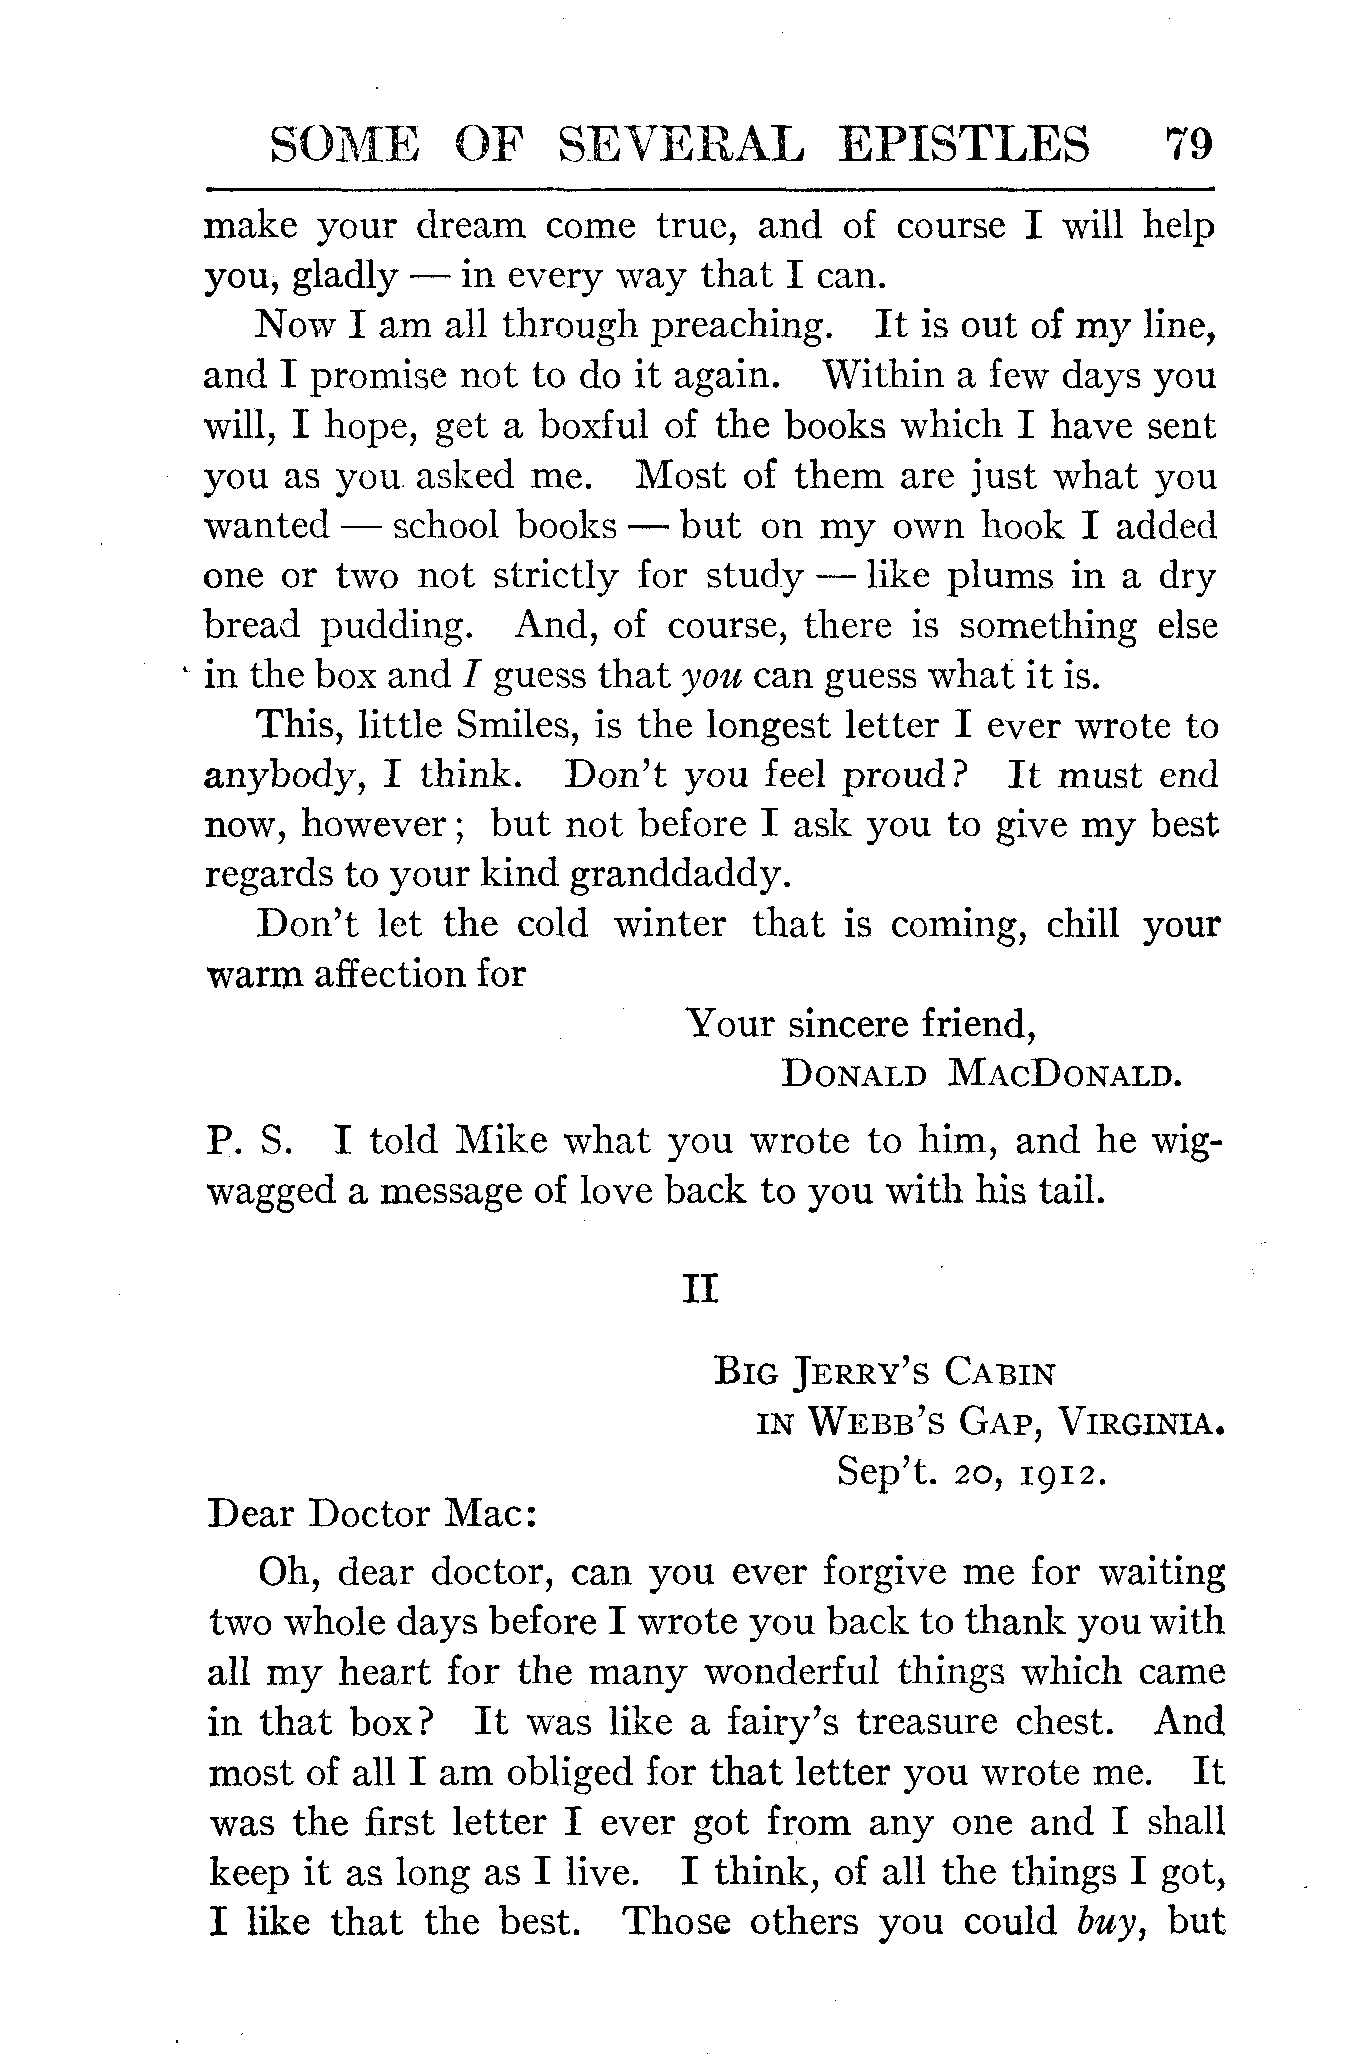 SOME OF SEVERAL EPISTLES 79
make your dream come true, and of course I will help
you, gladly — in every way that I can.
Now I am all through preaching. It is out of my line,
and I promise not to do it again. Within a few days you
will, I hope, get a boxful of the books which I have sent
you as you asked me. Most of them are just what you
wanted — school books — but on my own hook I added
one or two not strictly for study — like plums in a dry
bread pudding. And, of course, there is something else
in the box and I guess that you can guess what it is.
This, little Smiles, is the longest letter I ever wrote to
anybody, I think. Don't you feel proud? It must end
now, however; but not before I ask you to give my best
regards to your kind granddaddy.
Don't let the cold winter that is coming, chill your
warm affection for
Your sincere friend,
DONALD MACDONALD.
P. S. I told Mike what you wrote to him, and he wig-
wagged a message of love back to you with his tail.
II
BIG JERRY'S CABIN
IN WEBB'S GAP, VIRGINIA.
Sep't. 20, 1912.
Dear Doctor Mac:
Oh, dear doctor, can you ever forgive me for waiting
two whole days before I wrote you back to thank you with
all my heart for the many wonderful things which came
in that box? It was like a fairy's treasure chest. And
most of all I am obliged for that letter you wrote me. It
was the first letter I ever got from any one and I shall
keep it as long as I live. I think, of all the things I got,
I like that the best. Those others you could buy, but